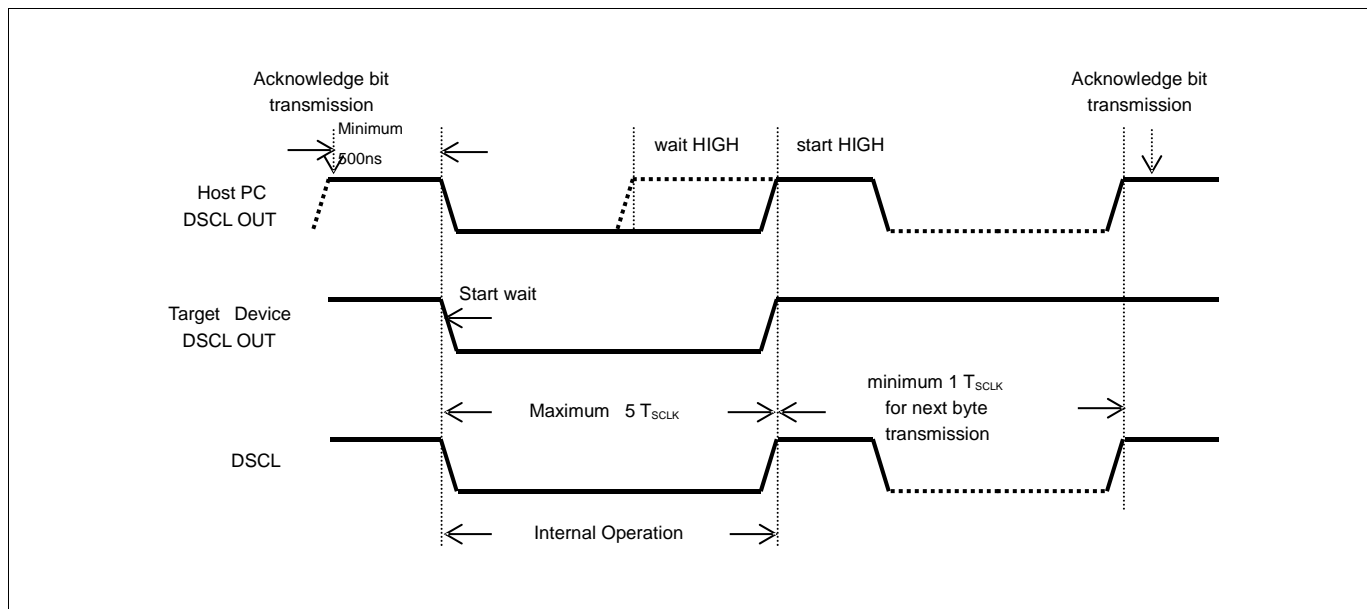 Acknowledge bit
transmission
Acknowledge bit
transmission
Minimum
500ns
wait HIGH
start HIGH
Host PC
DSCL OUT
Start wait
Target Device
DSCL OUT
minimum 1 TSCLK
for next byte
transmission
Maximum 5 TSCLK
DSCL
Internal Operation